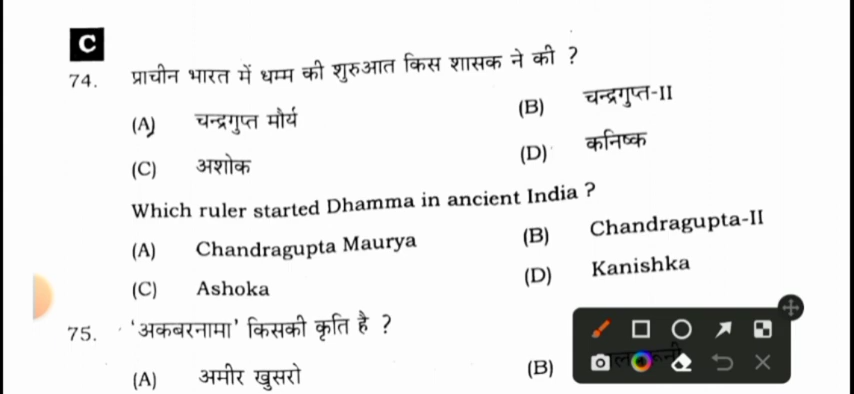 C
74. प्राचीन भारत में धम्म की शुरुआत किस शासक ने की ?
(A) चन्द्रगुप्त मौर्य (B) चन्द्रगुप्त-II
(C) अशोक (D) कनिष्क
Which ruler started Dhamma in ancient India ?
(A) Chandragupta Maurya (B) Chandragupta-II
(C) Ashoka (D) Kanishka
75. 'अकबरनामा' किसकी कृति है ?
(A) अमीर खुसरो (B)